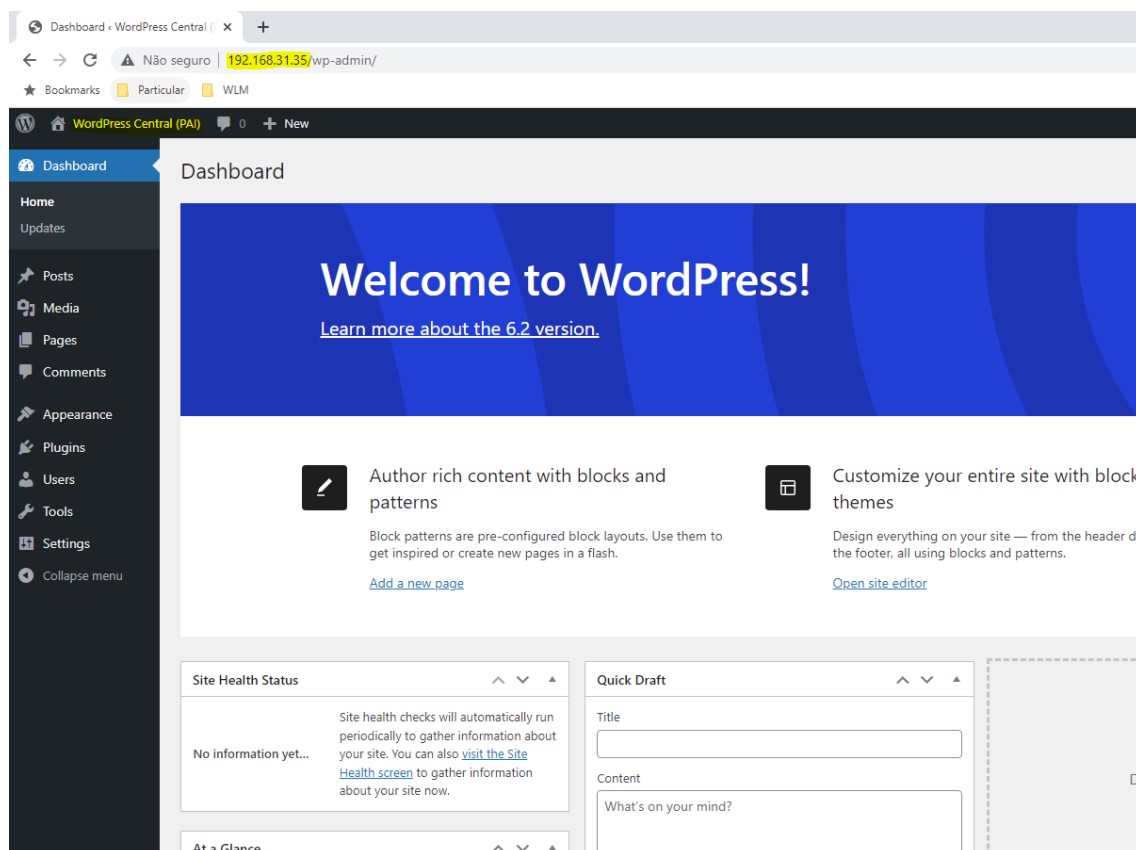 Dashboard ‹ WordPress Central (
Não seguro
192.168.31.35/wp-admin/
Bookmarks
Particular
WLM
WordPress Central (PAI)
0
New
Dashboard
Home
Updates
Posts
Media
Pages
Comments
Appearance
Plugins
Users
Tools
Settings
Collapse menu
Dashboard
Welcome to WordPress!
Learn more about the 6.2 version.
Author rich content with blocks and
patterns
Block patterns are pre-configured block layouts. Use them to
get inspired or create new pages in a flash.
Add a new page
Customize your entire site with block
themes
Design everything on your site — from the header d
the footer, all using blocks and patterns.
Open site editor
Site Health Status
No information yet...
Site health checks will automatically run
periodically to gather information about
your site. You can also visit the Site
Health screen to gather information
about your site now.
At a Glance
Quick Draft
Title
Content
What's on your mind?
D